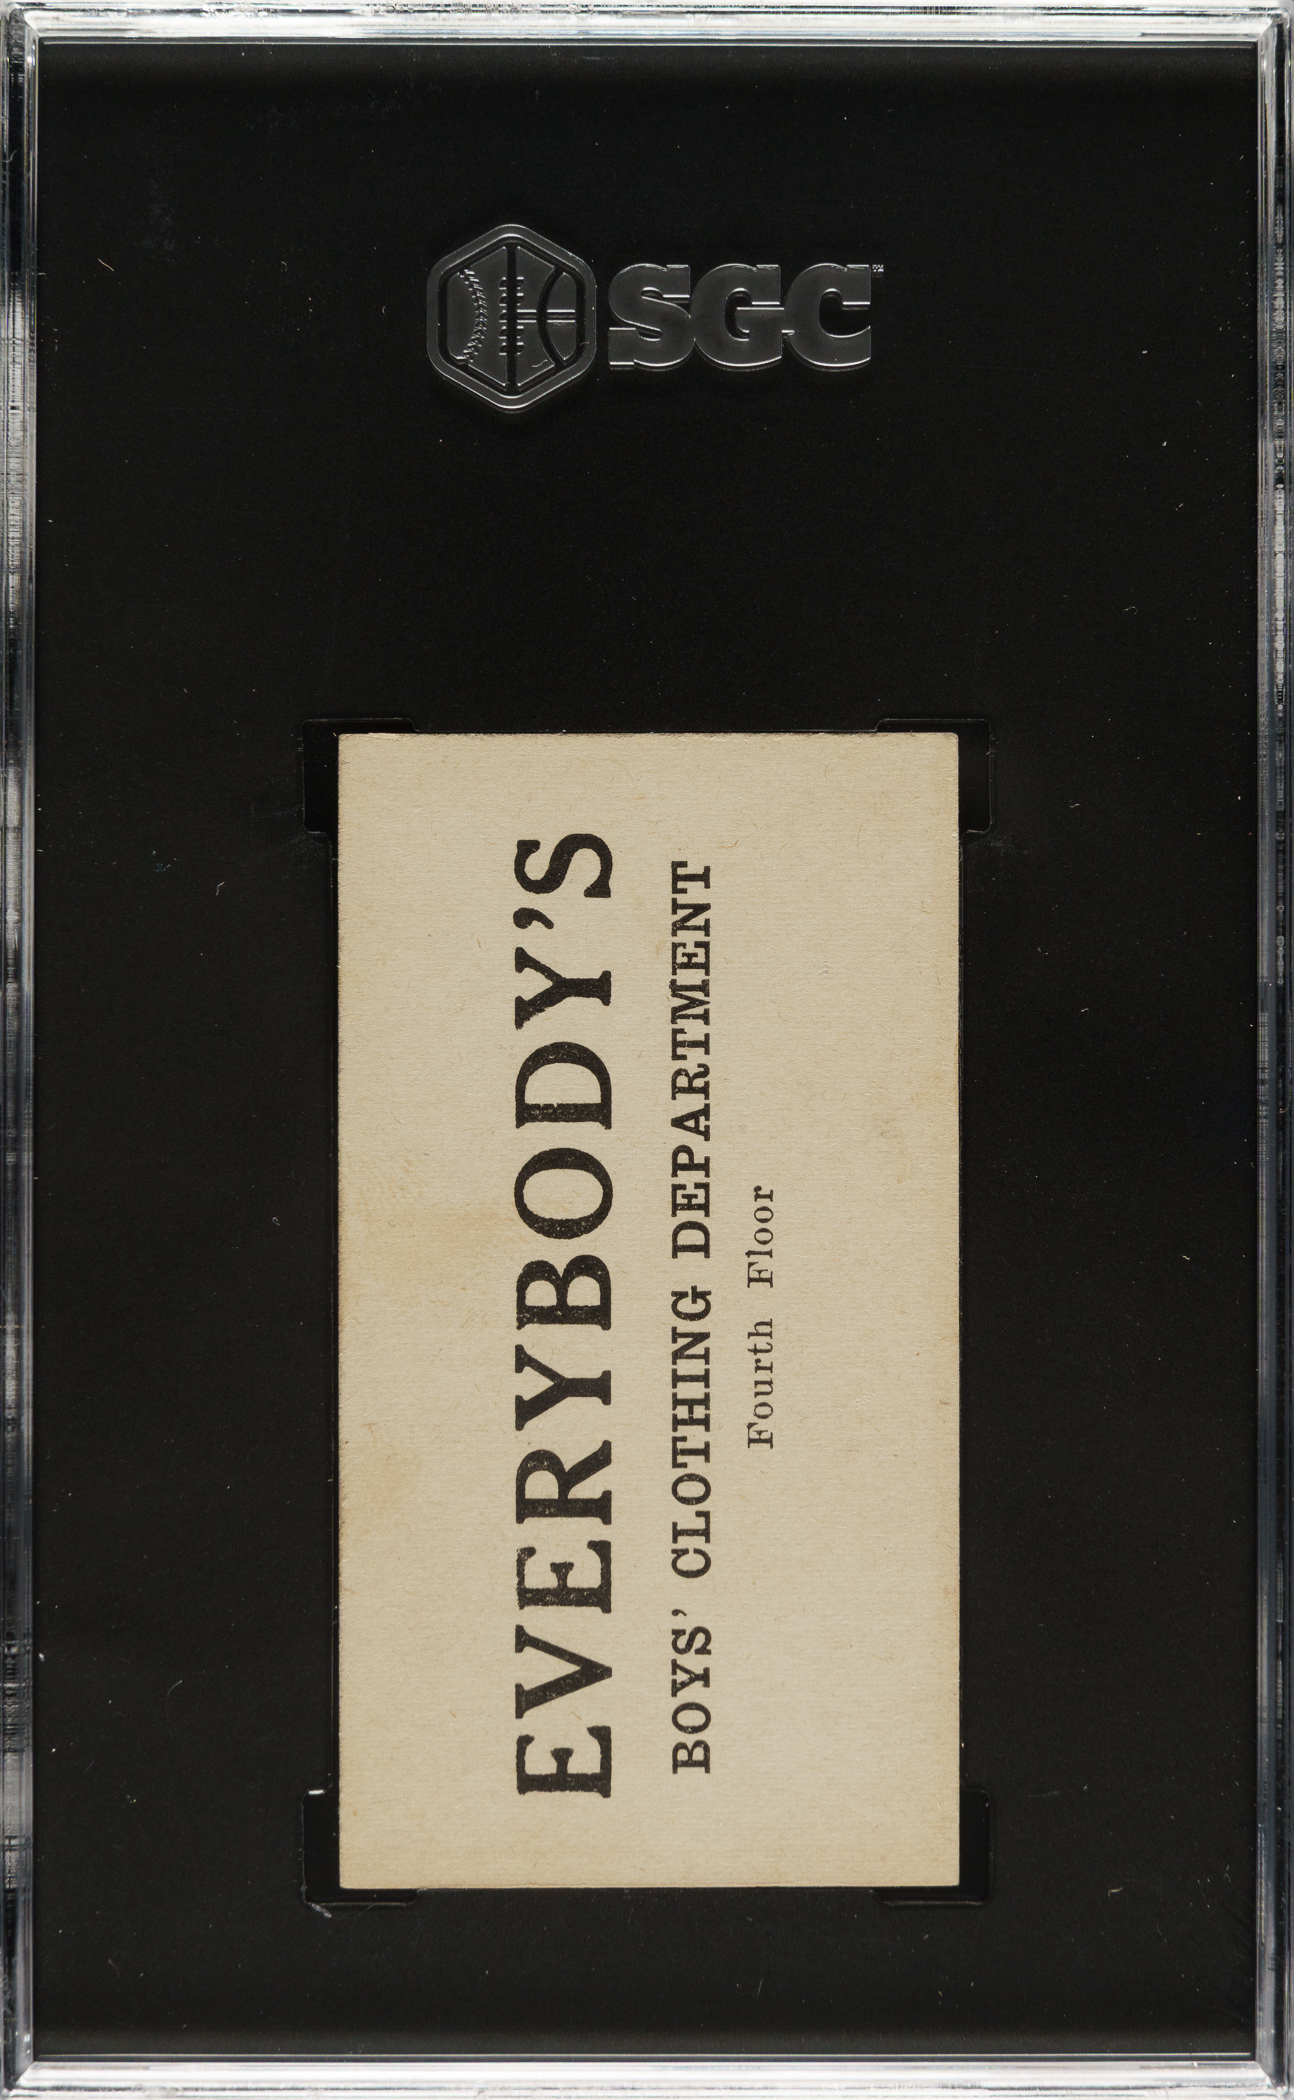 SGC
EVERYBODY'S
BOYS' CLOTHING DEPARTMENT
Fourth Floor